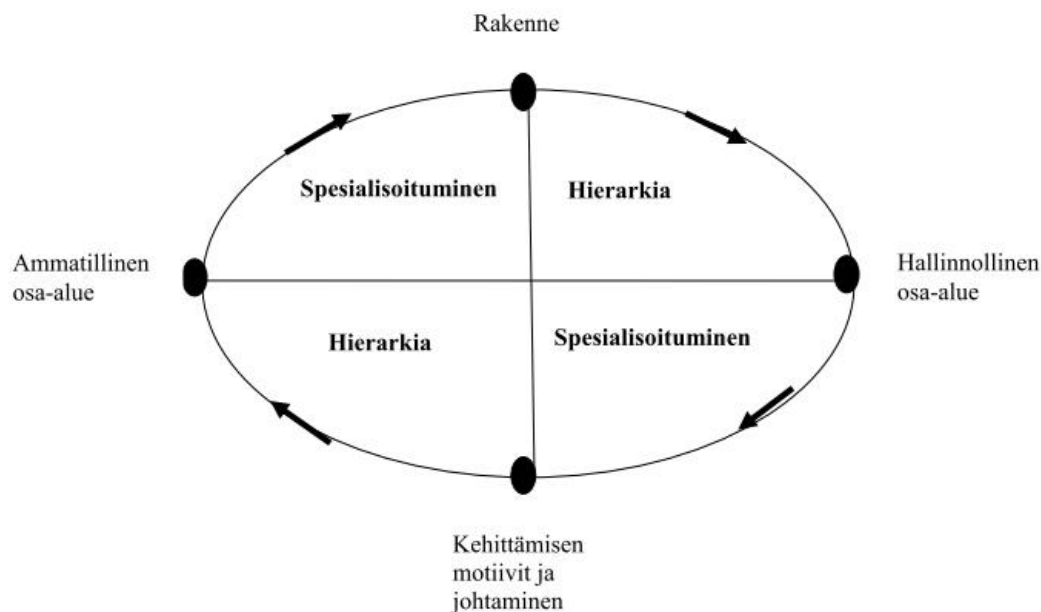 Rakenne
Spesialisoituminen
Hierarkia
Ammatillinen
osa-alue
Hallinnollinen
osa-alue
Hierarkia
Spesialisoituminen
Kehittämisen
motiivit ja
johtaminen